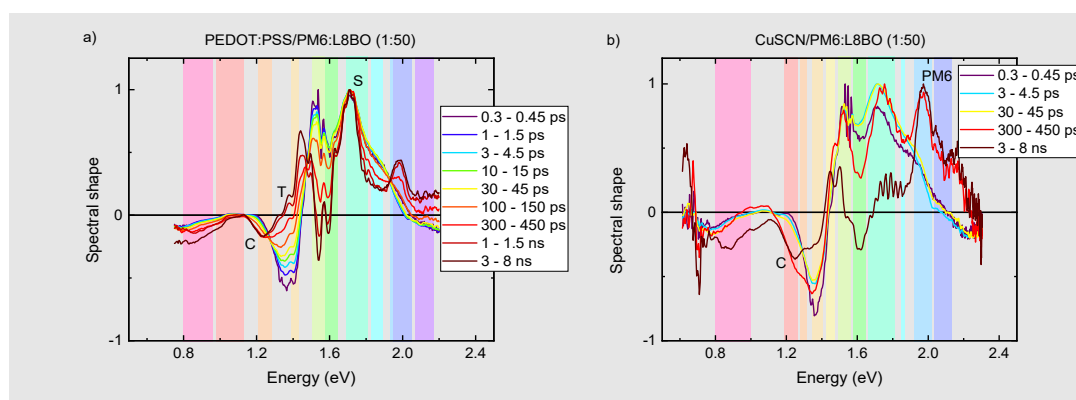 a)
PEDOT:PSS/PM6:L8BO (1:50)
Spectral shape
1
0
-1
0.8 1.2 1.6 2.0 2.4
Energy (eV)
S
T
C
0.3 - 0.45 ps
1 - 1.5 ps
3 - 4.5 ps
10 - 15 ps
30 - 45 ps
100 - 150 ps
300 - 450 ps
1 - 1.5 ns
3 - 8 ns
b)
CuSCN/PM6:L8BO (1:50)
Spectral shape
1
0
-1
0.8 1.2 1.6 2.0 2.4
Energy (eV)
PM6
C
0.3 - 0.45 ps
3 - 4.5 ps
30 - 45 ps
300 - 450 ps
3 - 8 ns